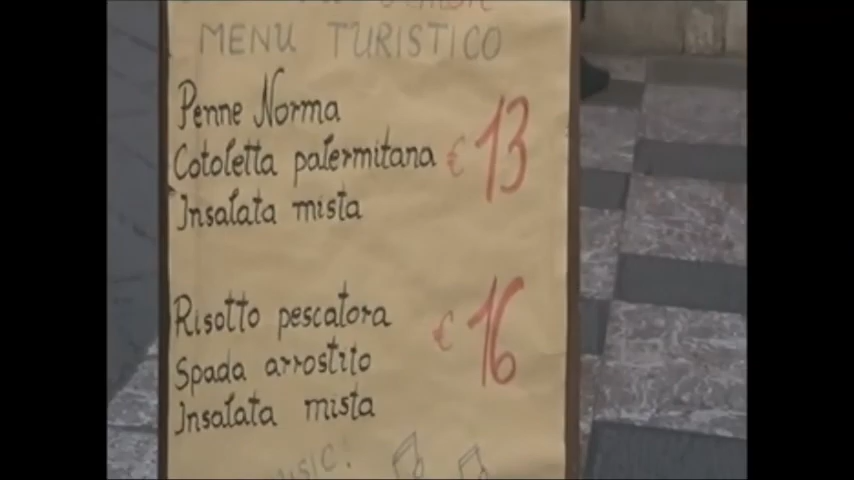 MENU TURISTICO
Penne Norma
Cotoletta palermitana € 13
Insalata mista
Risotto pescatora € 16
Spada arrostito
Insalata mista